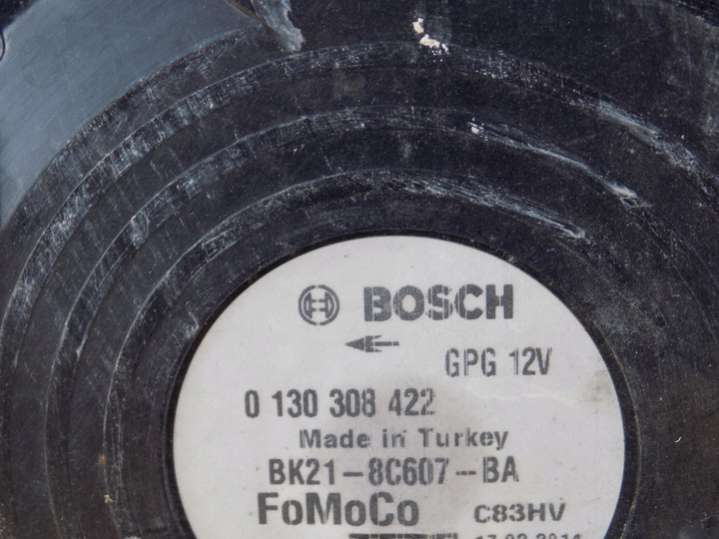 BOSCH
GPG 12V
0 130 308 422
Made in Turkey
BK21-8C607-BA
FoMoCo C83HV